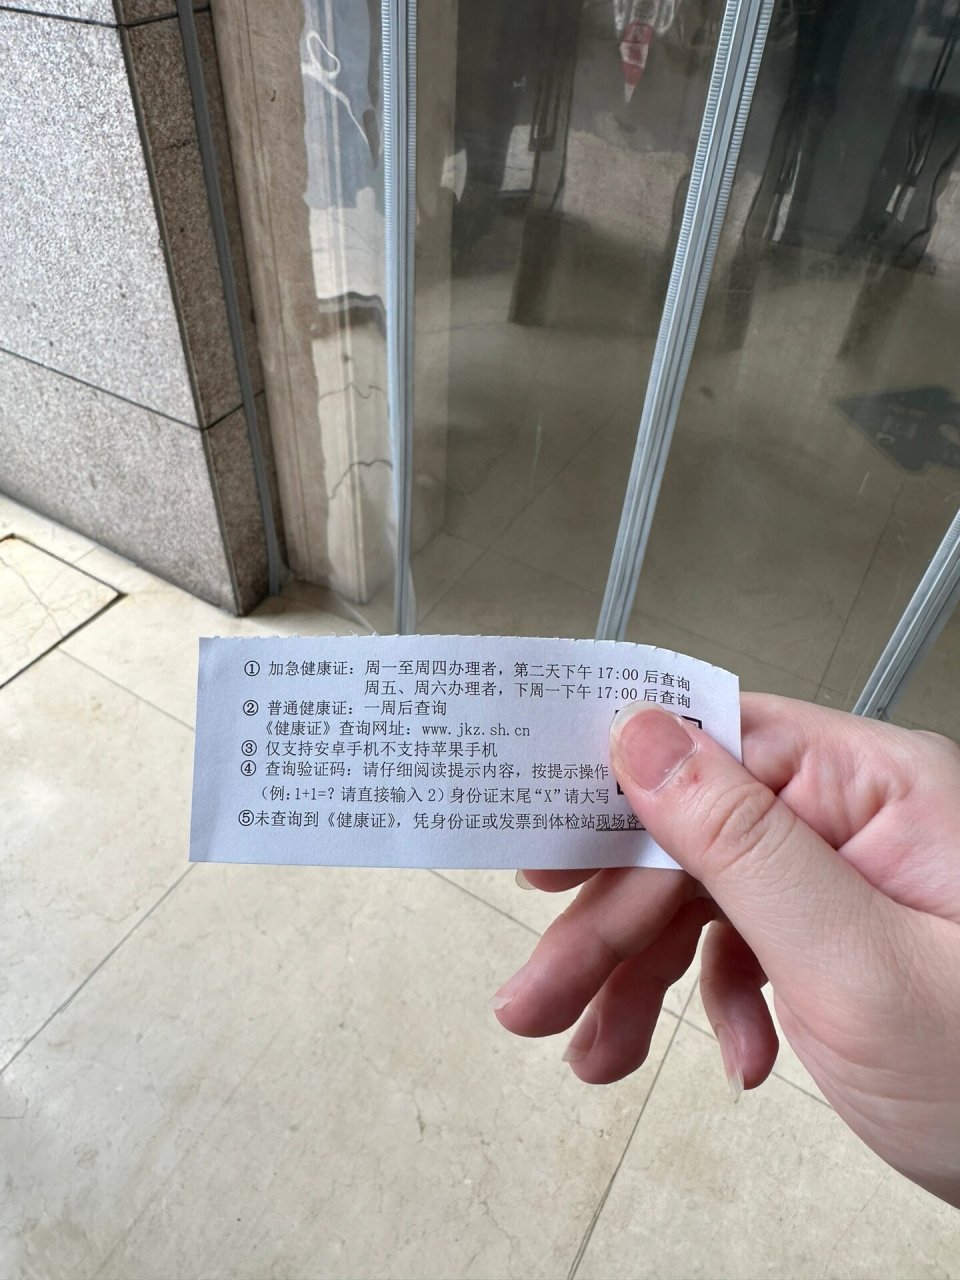 ① 加急健康证：周一至周四办理者，第二天下午 17:00 后查询
周五、周六办理者，下周一下午 17:00 后查询
② 普通健康证：一周后查询
《健康证》查询网址：www.jkz.sh.cn
③ 仅支持安卓手机不支持苹果手机
④ 查询验证码：请仔细阅读提示内容，按提示操作
（例:1+1=？请直接输入 2）身份证末尾“X”请大写
⑤未查询到《健康证》，凭身份证或发票到体检站现场咨